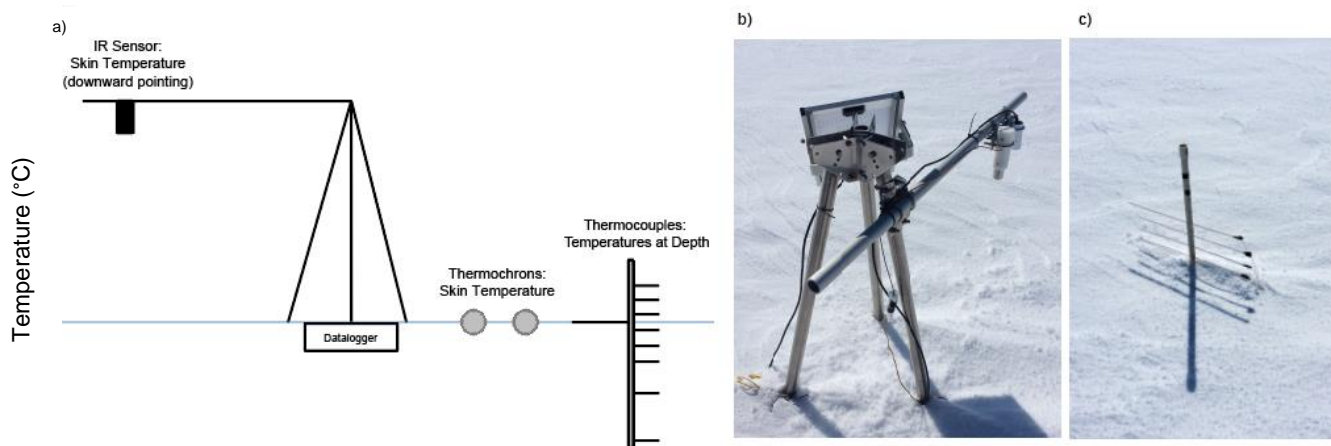 a)
IR Sensor:
Skin Temperature
(downward pointing)
Temperature (°C)
Thermochrons:
Skin Temperature
Thermocouples:
Temperatures at Depth
Datalogger
b)
c)